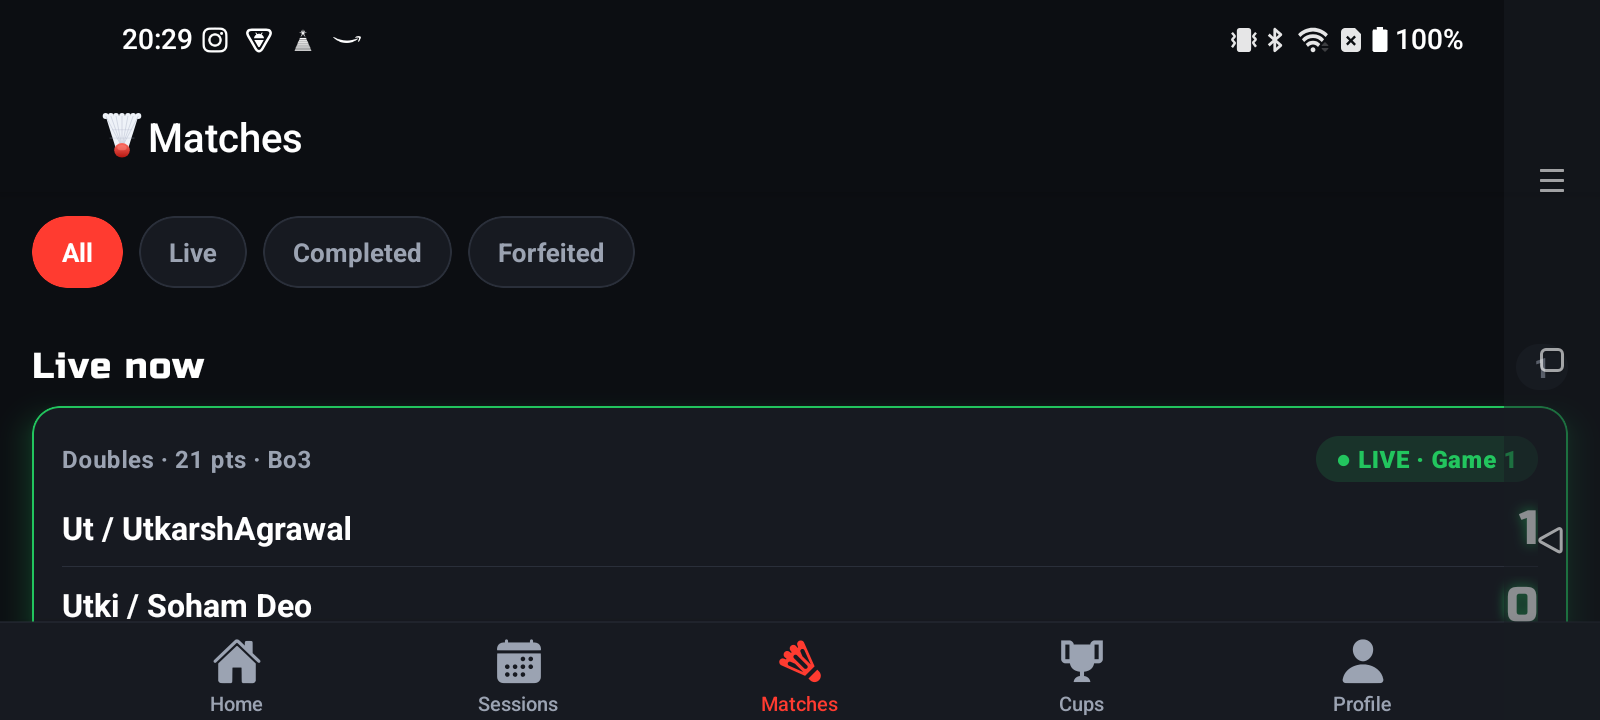 20:29 100%
Matches
All Live Completed Forfeited
Live now 1
Doubles · 21 pts · Bo3 LIVE · Game 1
Ut / UtkarshAgrawal 1
Utki / Soham Deo 0
Home Sessions Matches Cups Profile